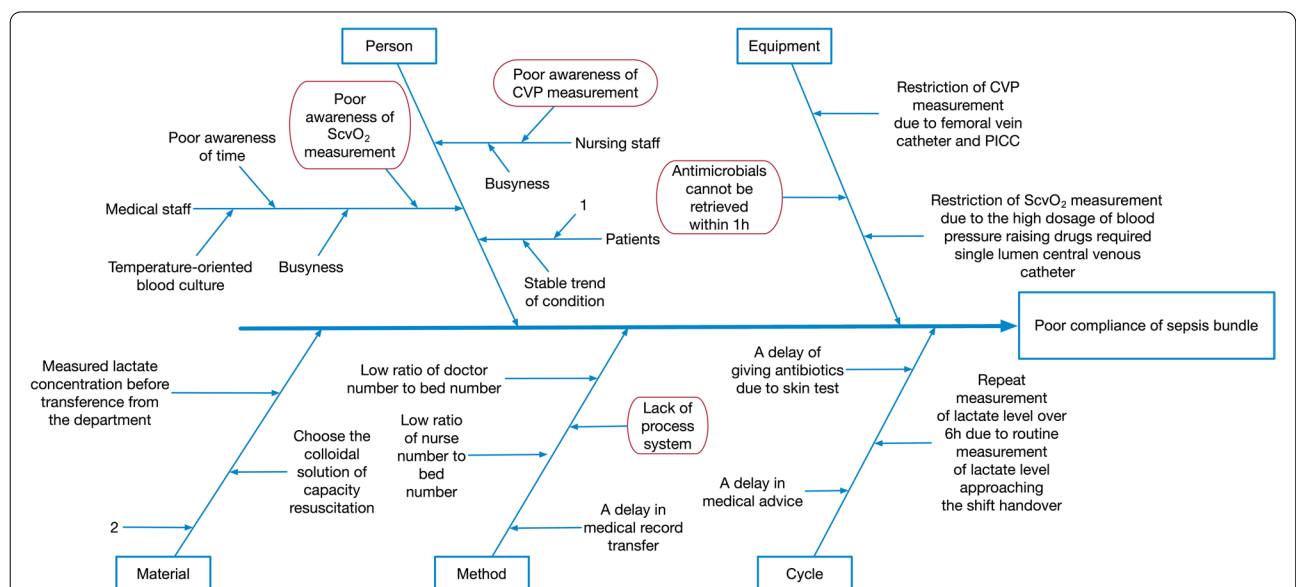 Person
Equipment
Poor awareness of
CVP measurement
Poor
awareness of
ScvO₂
measurement
Poor awareness
of time
Nursing staff
Busyness
Medical staff
Temperature-oriented
blood culture
Busyness
1
Patients
Stable trend
of condition
Restriction of CVP
measurement
due to femoral vein
catheter and PICC
Antimicrobials
cannot be
retrieved
within 1h
Restriction of ScvO₂ measurement
due to the high dosage of blood
pressure raising drugs required
single lumen central venous
catheter
Poor compliance of sepsis bundle
Measured lactate
concentration before
transference from
the department
Choose the
colloidal
solution of
capacity
resuscitation
2
Material
Low ratio of doctor
number to bed number
Low ratio
of nurse
number to
bed
number
Lack of
process
system
A delay in
medical record
transfer
Method
A delay of
giving antibiotics
due to skin test
Repeat
measurement
of lactate level over
6h due to routine
measurement
of lactate level
approaching
the shift handover
A delay in
medical advice
Cycle